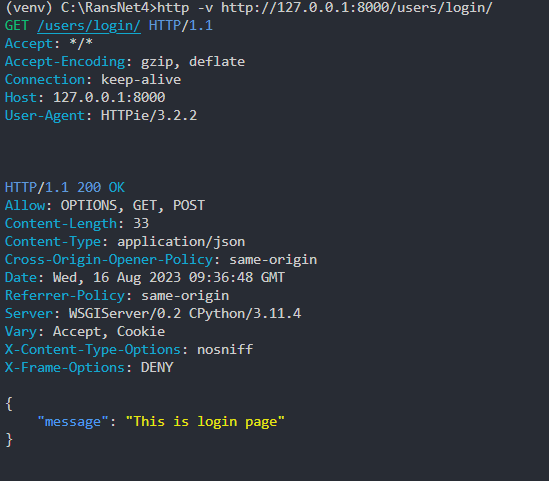 (venv) C:\RansNet4>http -v http://127.0.0.1:8000/users/login/
GET /users/login/ HTTP/1.1
Accept: */*
Accept-Encoding: gzip, deflate
Connection: keep-alive
Host: 127.0.0.1:8000
User-Agent: HTTPie/3.2.2
HTTP/1.1 200 OK
Allow: OPTIONS, GET, POST
Content-Length: 33
Content-Type: application/json
Cross-Origin-Opener-Policy: same-origin
Date: Wed, 16 Aug 2023 09:36:48 GMT
Referrer-Policy: same-origin
Server: WSGIServer/0.2 CPython/3.11.4
Vary: Accept, Cookie
X-Content-Type-Options: nosniff
X-Frame-Options: DENY
{
    "message": "This is login page"
}